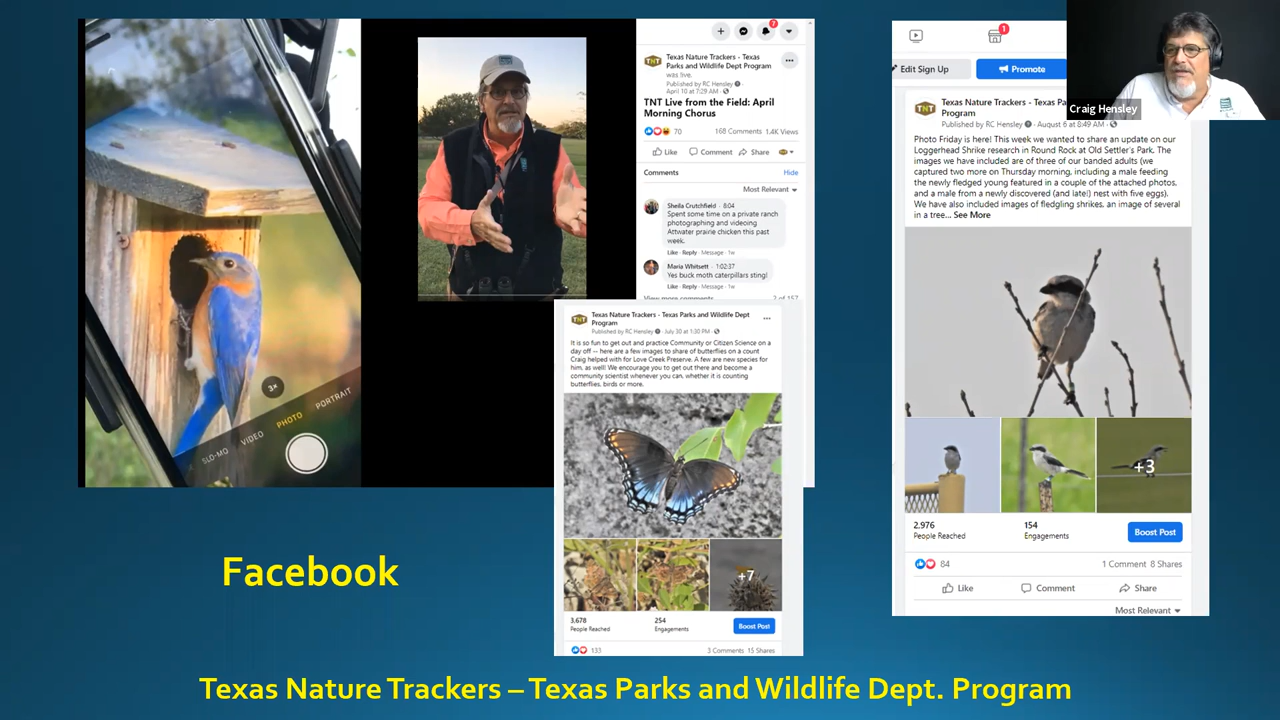 3×
SLO-MO VIDEO PHOTO PORTRAIT
7
TNT
Texas Nature Trackers - Texas
Parks and Wildlife Dept Program
was live.
Published by RC Hensley
April 10 at 7:29 AM
TNT Live from the Field: April
Morning Chorus
70 168 Comments 1.4K Views
Like Comment Share
Comments Hide
Most Relevant
Sheila Crutchfield · 8:04
Spent some time on a private ranch
photographing and videoing
Attwater prairie chicken this past
week.
Like · Reply · Message · 1w
Maria Whitsett · 1:02:37
Yes buck moth caterpillars sting!
Like · Reply · Message · 1w
View more comments 2 of 157
TNT
Texas Nature Trackers - Texas Parks and Wildlife Dept
Program
Published by RC Hensley · July 30 at 1:30 PM ·
It is so fun to get out and practice Community or Citizen Science on a
day off -- here are a few images to share of butterflies on a count
Craig helped with for Love Creek Preserve. A few are new species for
him, as well! We encourage you to get out there and become a
community scientist whenever you can, whether it is counting
butterflies, birds or more.
+7
3,678 254 Boost Post
People Reached Engagements
133 3 Comments 15 Shares
1
Edit Sign Up Promote
Craig Hensley
TNT
Texas Nature Trackers - Texas Pa
Program
Published by RC Hensley · August 6 at 8:49 AM ·
Photo Friday is here! This week we wanted to share an update on our
Loggerhead Shrike research in Round Rock at Old Settler's Park. The
images we have included are of three of our banded adults (we
captured two more on Thursday morning, including a male feeding
the newly fledged young featured in a couple of the attached photos,
and a male from a newly discovered (and late!) nest with five eggs).
We have also included images of fledgling shrikes, an image of several
in a tree... See More
+3
2,976 154 Boost Post
People Reached Engagements
84 1 Comment 8 Shares
Like Comment Share
Most Relevant
Facebook
Texas Nature Trackers – Texas Parks and Wildlife Dept. Program